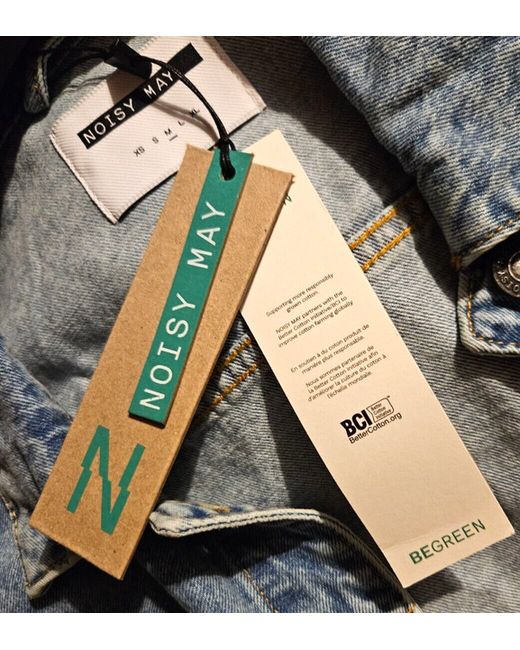 NOISY MAY
XS S M L XL
NOISY MAY
N
Supporting more responsibly
grown cotton.
NOISY MAY partners with the
Better Cotton Initiative/BCI to
improve cotton farming globally
En soutien à du coton produit de
manière plus responsable.
Nous sommes partenaire de
la Better Cotton Initiative afin
d'améliorer la culture du coton à
l'échelle mondiale.
BCI Better
Cotton
Initiative
BetterCotton.org
BEGREEN